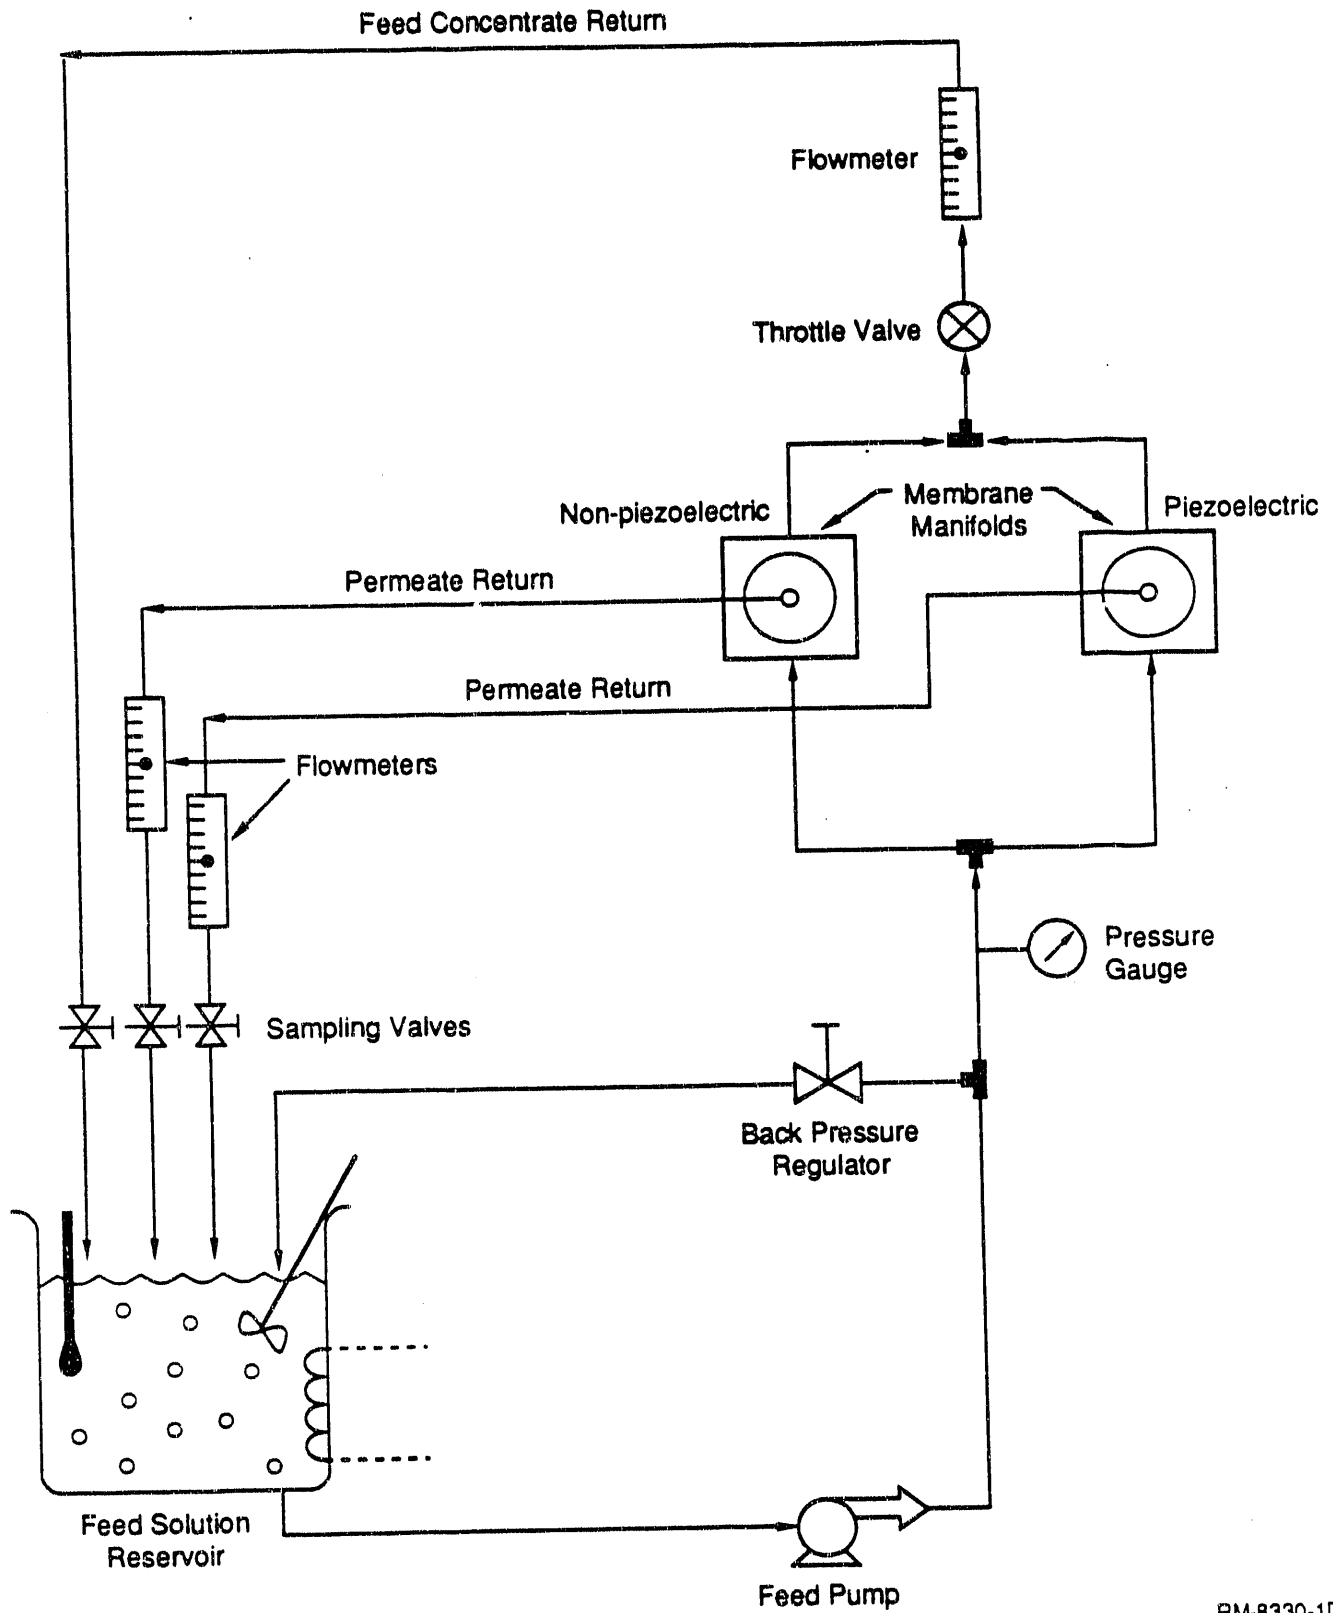 Feed Concentrate Return
Flowmeter
Throttle Valve
Non-piezoelectric
Membrane
Manifolds
Piezoelectric
Permeate Return
Permeate Return
Flowmeters
Pressure
Gauge
Sampling Valves
Back Pressure
Regulator
Feed Solution
Reservoir
Feed Pump